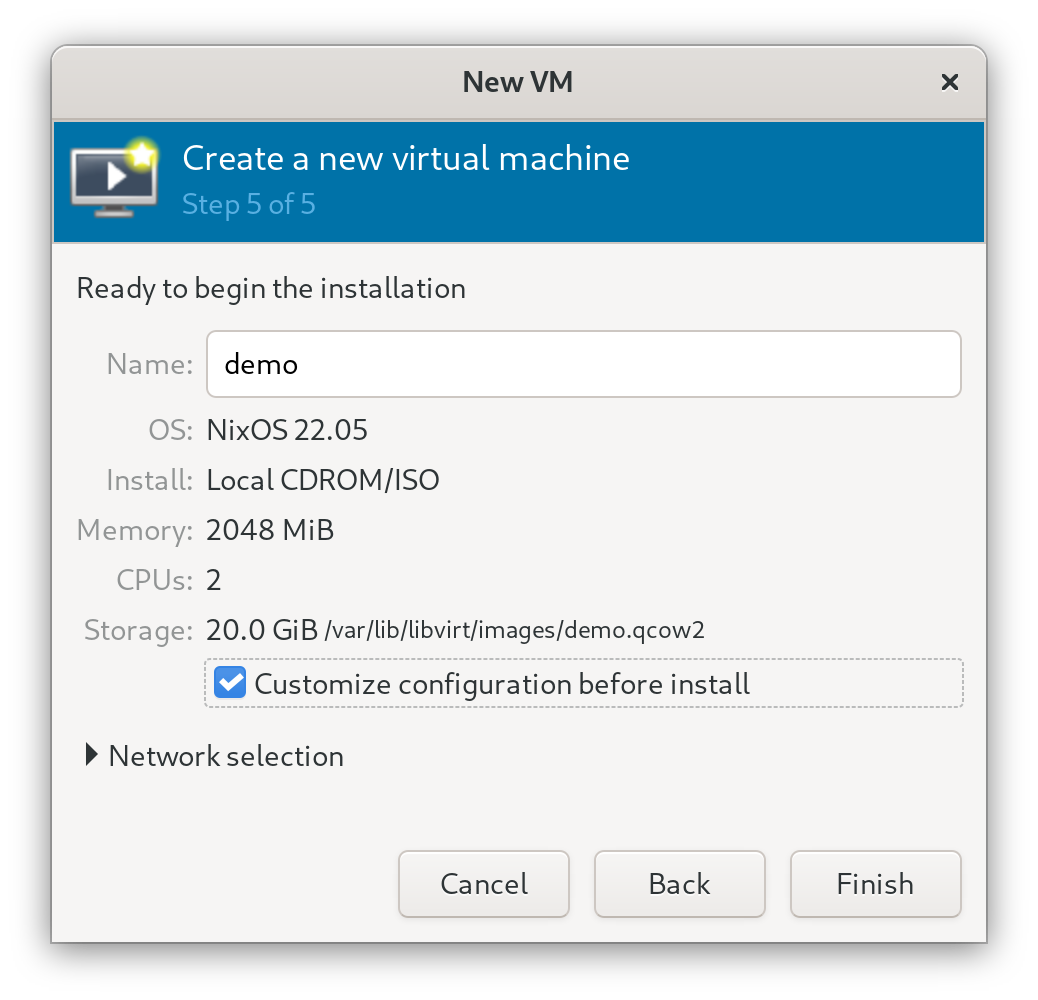 New VM
Create a new virtual machine
Step 5 of 5
Ready to begin the installation
Name: demo
OS: NixOS 22.05
Install: Local CDROM/ISO
Memory: 2048 MiB
CPUs: 2
Storage: 20.0 GiB /var/lib/libvirt/images/demo.qcow2
Customize configuration before install
Network selection
Cancel Back Finish